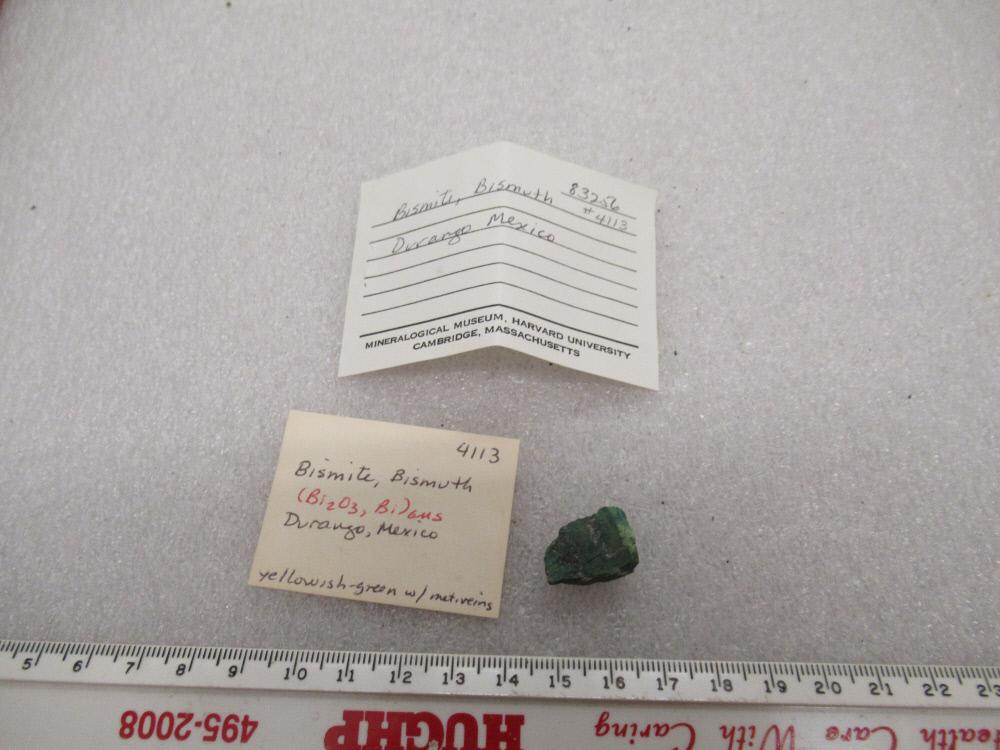 Bismite, Bismuth 83256
#4113
Durango Mexico
MINERALOGICAL MUSEUM, HARVARD UNIVERSITY
CAMBRIDGE, MASSACHUSETTS
4113
Bismite, Bismuth
(Bi2O3, Bi)
Durango, Mexico
yellowish-green w/
5 6 7 8 9 10 11 12 13 14 15 16 17 18 19 20 21 22 23
495-2008 HUGHP ealth Care With Caring